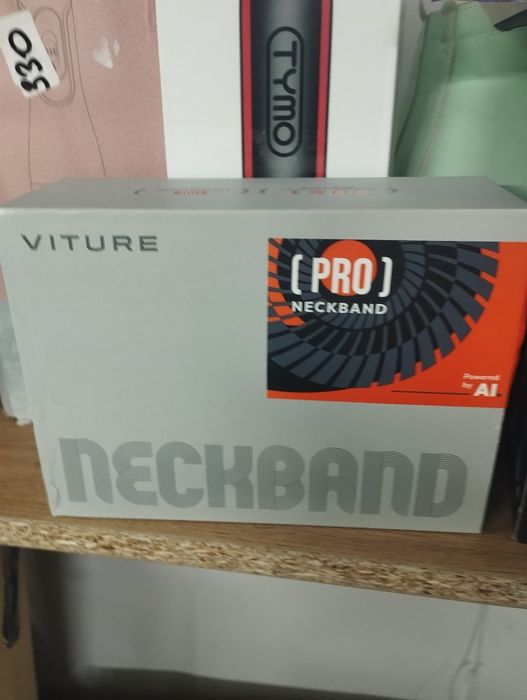 330
TYMO
VITURE
( PRO )
NECKBAND
Powered
by AI
NECKBAND